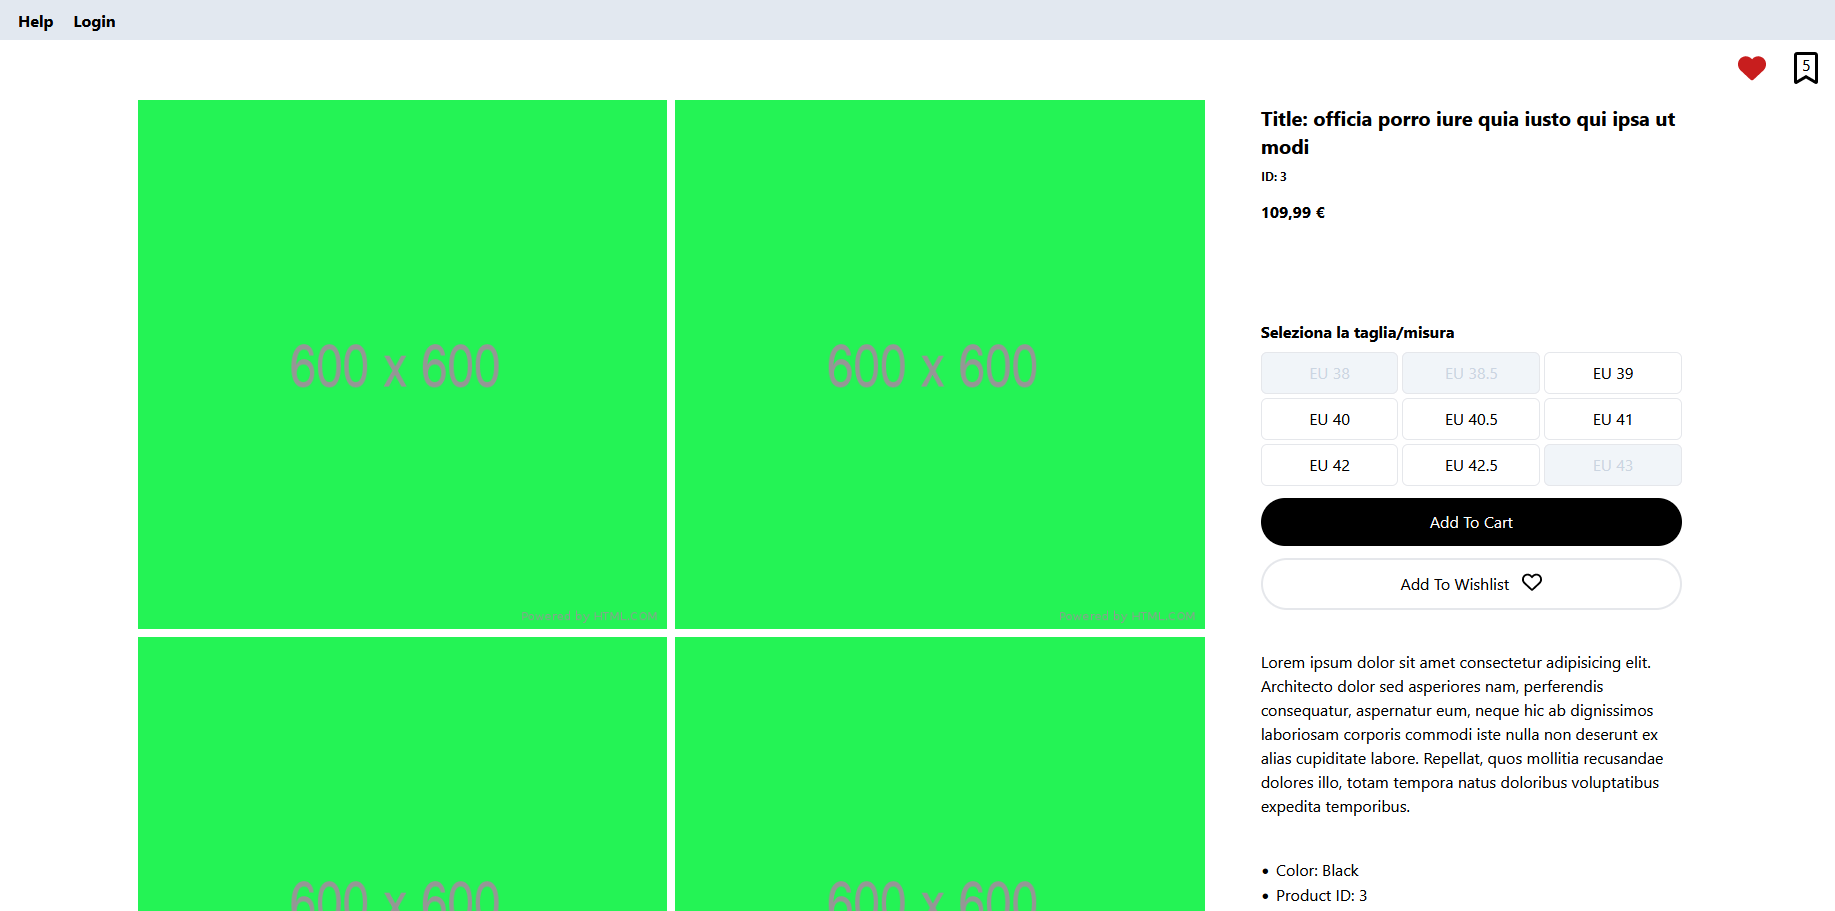 Help Login
5
600 x 600
600 x 600
Powered by HTML.COM
Powered by HTML.COM
600 x 600
600 x 600
Title: officia porro iure quia iusto qui ipsa ut
modi
ID: 3
109,99 €
Seleziona la taglia/misura
EU 38 EU 38.5 EU 39
EU 40 EU 40.5 EU 41
EU 42 EU 42.5 EU 43
Add To Cart
Add To Wishlist
Lorem ipsum dolor sit amet consectetur adipisicing elit.
Architecto dolor sed asperiores nam, perferendis
consequatur, aspernatur eum, neque hic ab dignissimos
laboriosam corporis commodi iste nulla non deserunt ex
alias cupiditate labore. Repellat, quos mollitia recusandae
dolores illo, totam tempora natus doloribus voluptatibus
expedita temporibus.
• Color: Black
• Product ID: 3